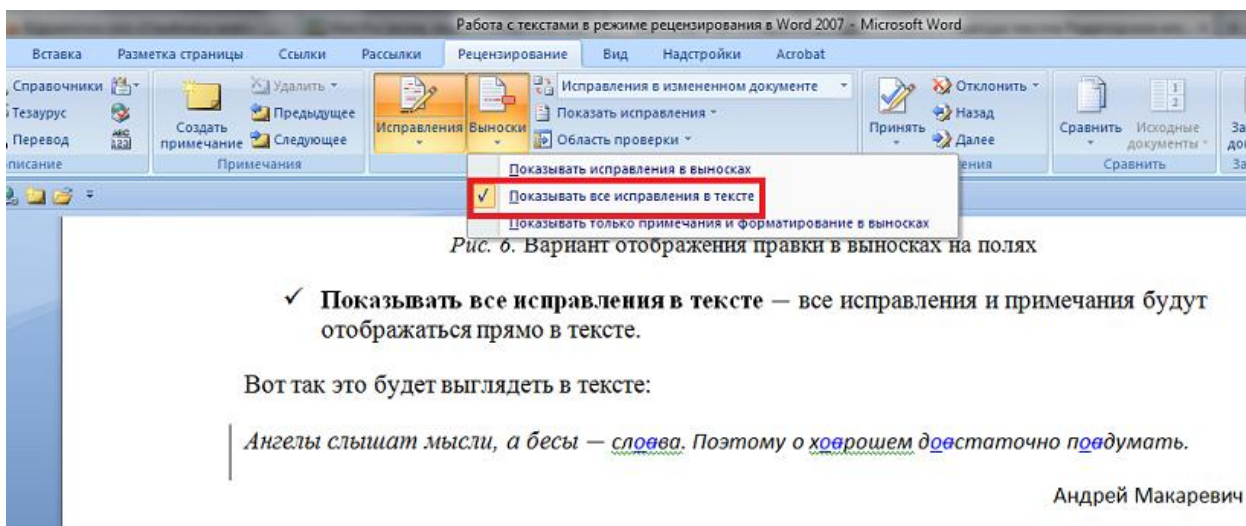 Работа с текстами в режиме рецензирования в Word 2007 - Microsoft Word
Вставка Разметка страницы Ссылки Рассылки Рецензирование Вид Надстройки Acrobat
Справочники
Тезаурус
Перевод
Создать примечание
Удалить
Предыдущее
Следующее
Примечания
Исправления
Выноски
Исправления в измененном документе
Показать исправления
Область проверки
Принять
Отклонить
Назад
Далее
Сравнить
Исходные документы
Сравнить
Показывать исправления в выносках
Показывать все исправления в тексте
Показывать только примечания и форматирование в выносках
Рис. 6. Вариант отображения правки в выносках на полях
✓ Показывать все исправления в тексте — все исправления и примечания будут
отображаться прямо в тексте.
Вот так это будет выглядеть в тексте:
Ангелы слышат мысли, а бесы — слоava. Поэтому о хоарошем доастаточно поадумать.
Андрей Макаревич